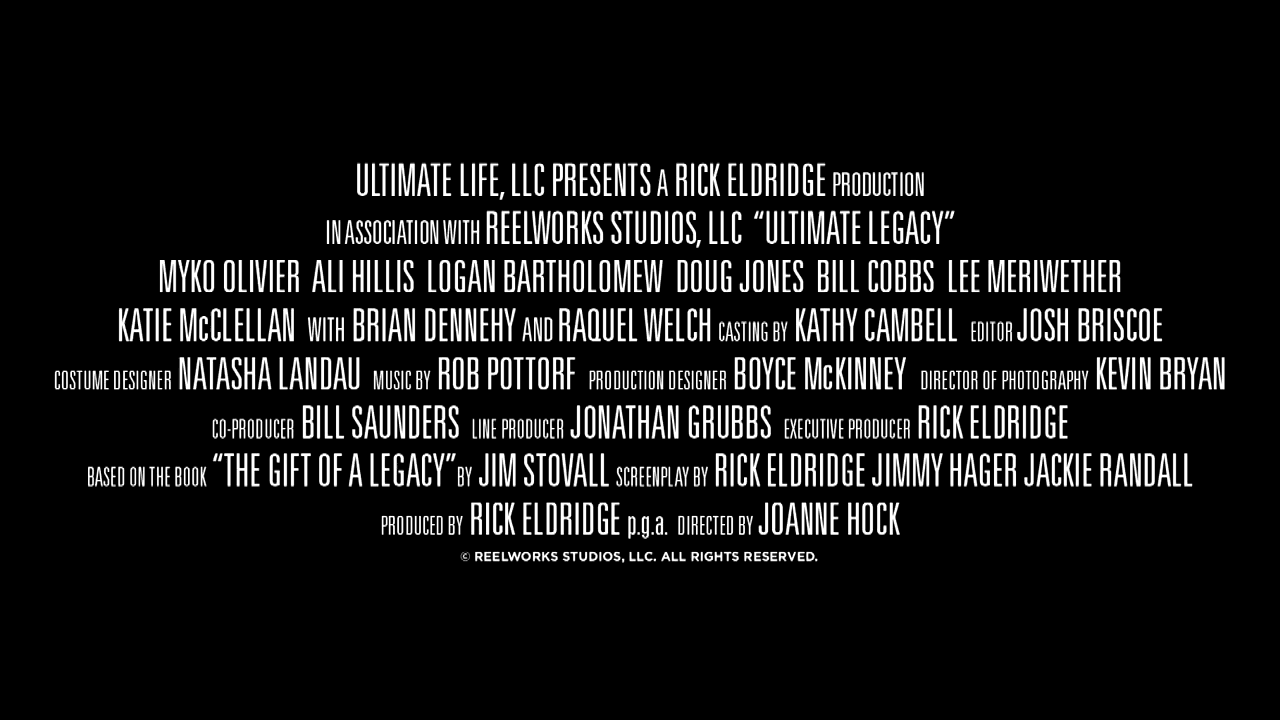 ULTIMATE LIFE, LLC PRESENTS A RICK ELDRIDGE PRODUCTION
IN ASSOCIATION WITH REELWORKS STUDIOS, LLC “ULTIMATE LEGACY”
MYKO OLIVIER ALI HILLIS LOGAN BARTHOLOMEW DOUG JONES BILL COBBS LEE MERIWETHER
KATIE McCLELLAN WITH BRIAN DENNEHY AND RAQUEL WELCH CASTING BY KATHY CAMBELL EDITOR JOSH BRISCOE
COSTUME DESIGNER NATASHA LANDAU MUSIC BY ROB POTTORF PRODUCTION DESIGNER BOYCE McKINNEY DIRECTOR OF PHOTOGRAPHY KEVIN BRYAN
CO-PRODUCER BILL SAUNDERS LINE PRODUCER JONATHAN GRUBBS EXECUTIVE PRODUCER RICK ELDRIDGE
BASED ON THE BOOK “THE GIFT OF A LEGACY” BY JIM STOVALL SCREENPLAY BY RICK ELDRIDGE JIMMY HAGER JACKIE RANDALL
PRODUCED BY RICK ELDRIDGE p.g.a. DIRECTED BY JOANNE HOCK
© REELWORKS STUDIOS, LLC. ALL RIGHTS RESERVED.